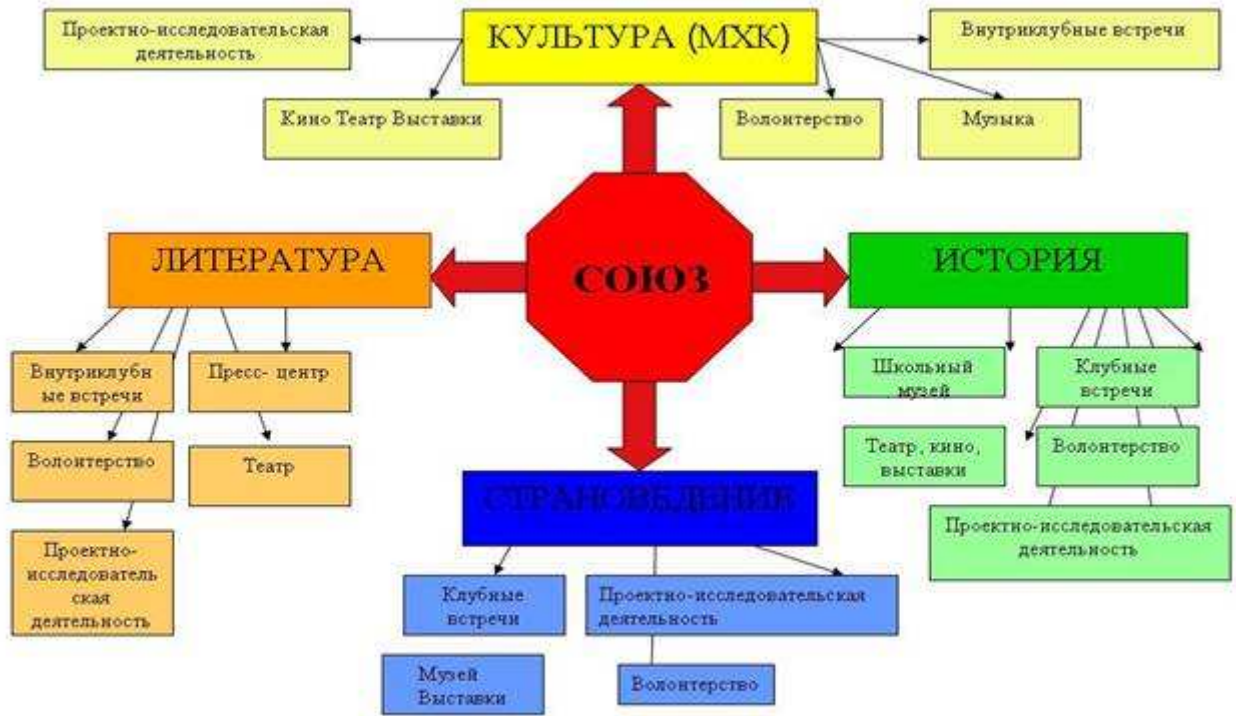 Проектно-исследовательская
деятельность
КУЛЬТУРА (МХК)
Внутриклубные встречи
Кино Театр Выставки
Волонтерство
Музыка
ЛИТЕРАТУРА
СОЮЗ
ИСТОРИЯ
Внутриклубн
ые встречи
Пресс- центр
Волонтерство
Театр
Проектно-
исследователь
ская
деятельность
Школьный
музей
Клубные
встречи
Театр, кино,
выставки
Волонтерство
Проектно-исследовательская
деятельность
СТРАНОВЕДЕНИЕ
Клубные
встречи
Проектно-исследовательская
деятельность
Музей
Выставки
Волонтерство